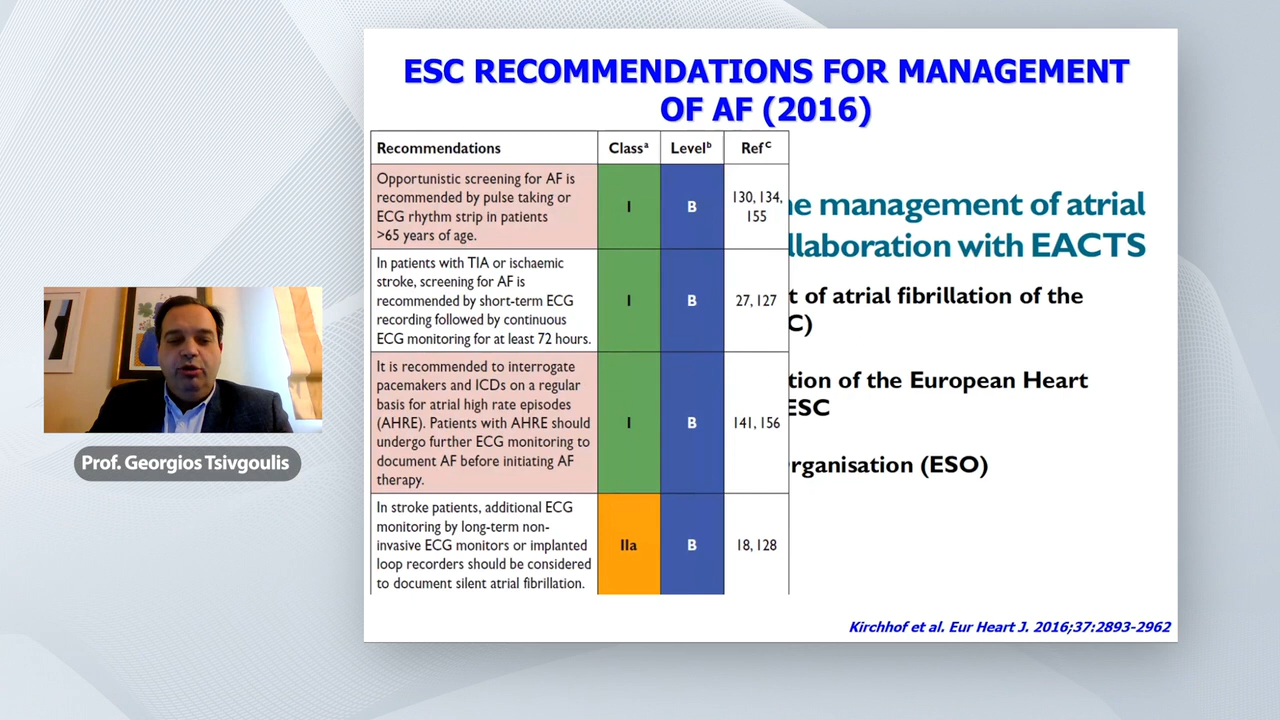 ESC RECOMMENDATIONS FOR MANAGEMENT
OF AF (2016)
Recommendations Classᵃ Levelᵇ Refᶜ
Opportunistic screening for AF is
recommended by pulse taking or
ECG rhythm strip in patients
>65 years of age.
I B 130, 134,
155
In patients with TIA or ischaemic
stroke, screening for AF is
recommended by short-term ECG
recording followed by continuous
ECG monitoring for at least 72 hours.
I B 27, 127
It is recommended to interrogate
pacemakers and ICDs on a regular
basis for atrial high rate episodes
(AHRE). Patients with AHRE should
undergo further ECG monitoring to
document AF before initiating AF
therapy.
I B 141, 156
In stroke patients, additional ECG
monitoring by long-term non-
invasive ECG monitors or implanted
loop recorders should be considered
to document silent atrial fibrillation.
IIa B 18, 128
management of atrial
with EACTS
of atrial fibrillation of the
C)
of the European Heart
ESC
(ESO)
Kirchhof et al. Eur Heart J. 2016;37:2893-2962
Prof. Georgios Tsivgoulis